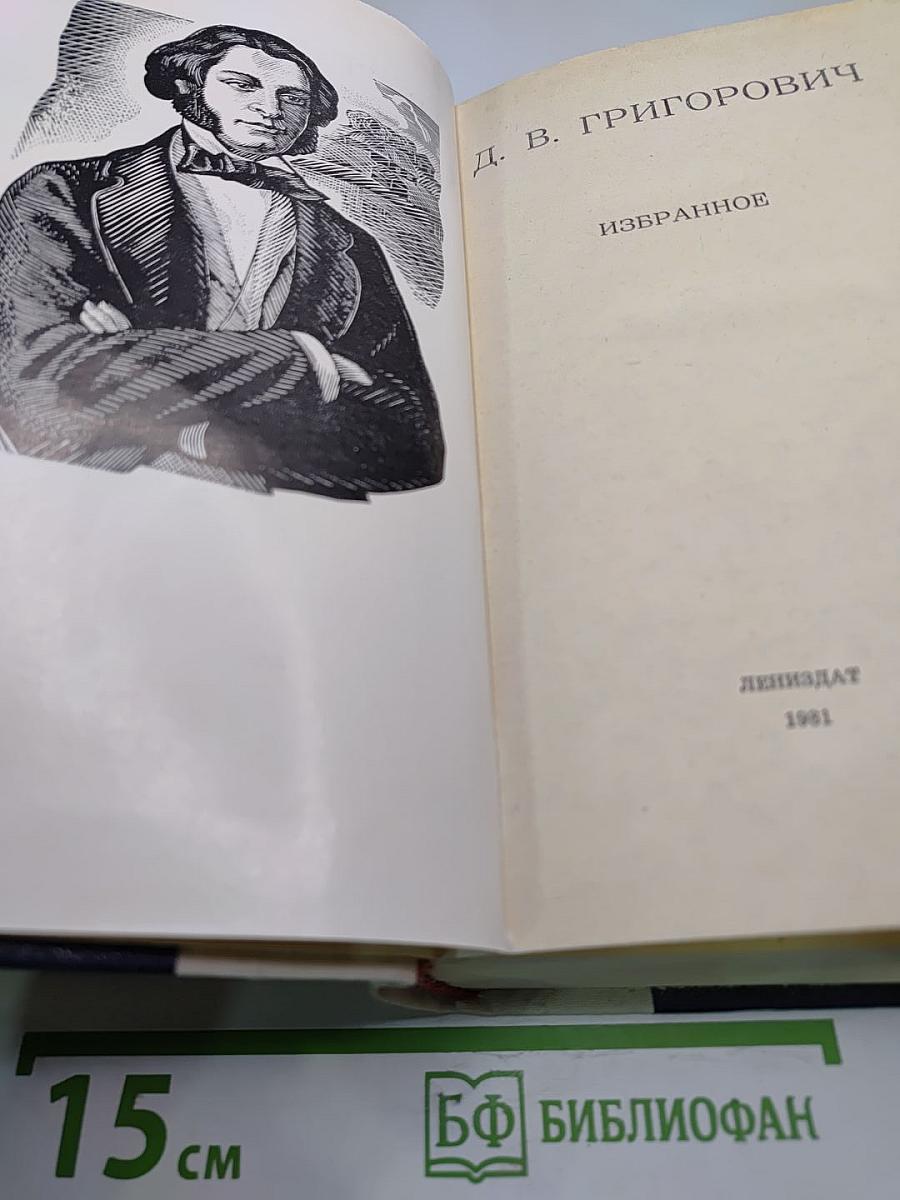 Д. В. ГРИГОРОВИЧ
ИЗБРАННОЕ
ЛЕНИЗДАТ
1981
15 см
БФ БИБЛИОФАН